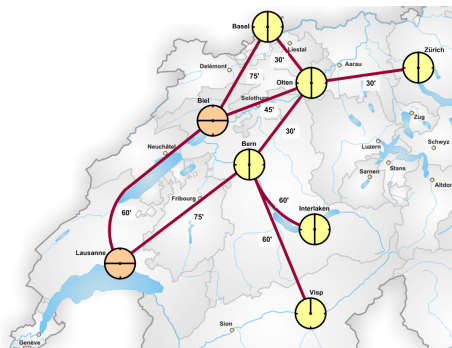 Basel
Liestal
Zürich
30'
Delémont
75'
Aarau
Olten
30'
Biel
Solothurn
45'
Zug
30'
Neuchâtel
Bern
Luzern
Schwyz
Stans
Sarnen
Altdorf
Fribourg
60'
60'
75'
Interlaken
60'
Lausanne
Visp
Sion
Genève